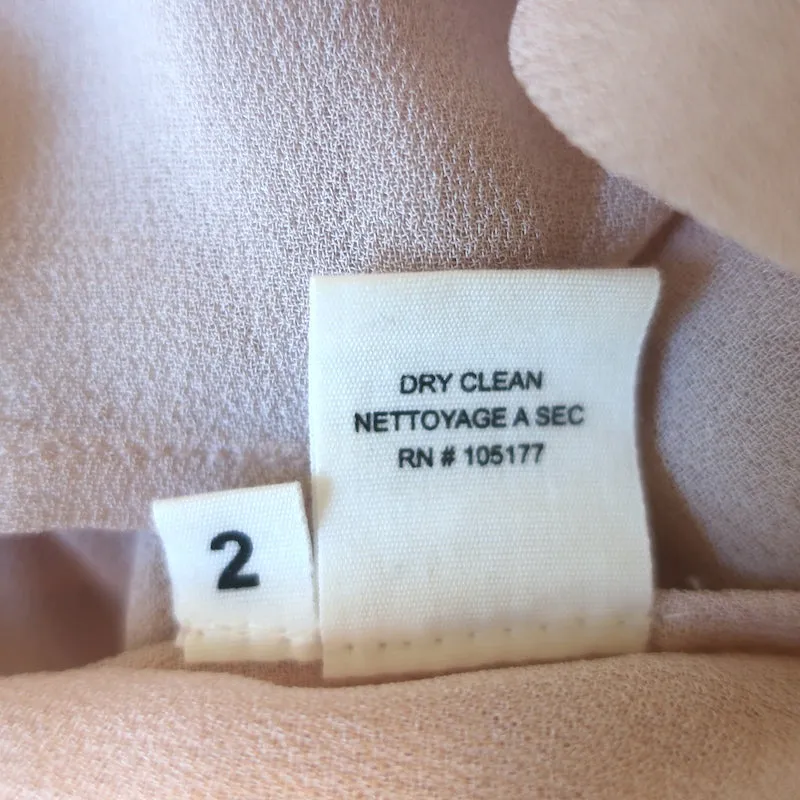 DRY CLEAN
NETTOYAGE A SEC
RN # 105177
2